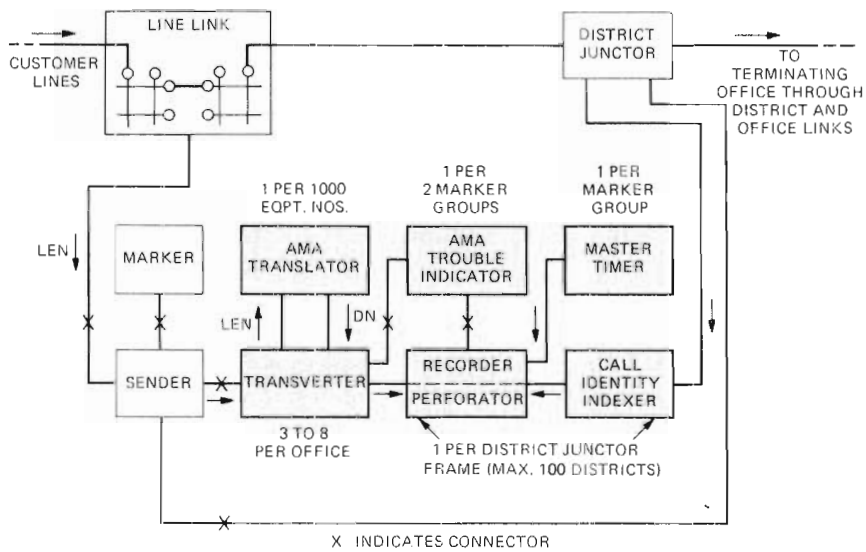 LINE LINK
DISTRICT
JUNCTOR
CUSTOMER
LINES
TO
TERMINATING
OFFICE THROUGH
DISTRICT AND
OFFICE LINKS
1 PER 1000
EQPT. NOS.
1 PER
2 MARKER
GROUPS
1 PER
MARKER
GROUP
LEN
MARKER
AMA
TRANSLATOR
AMA
TROUBLE
INDICATOR
MASTER
TIMER
LEN
DN
SENDER
TRANSVERTER
RECORDER
PERFORATOR
CALL
IDENTITY
INDEXER
3 TO 8
PER OFFICE
1 PER DISTRICT JUNCTOR
FRAME (MAX. 100 DISTRICTS)
X INDICATES CONNECTOR